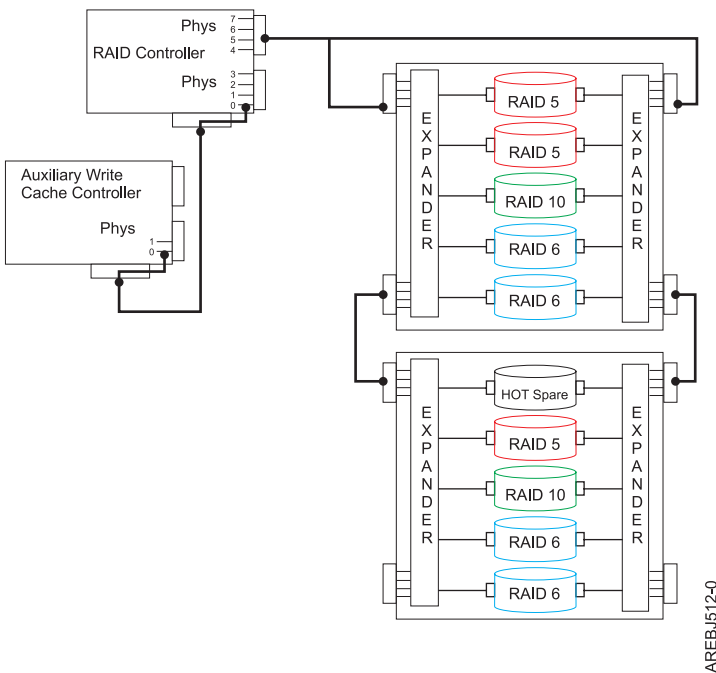 Phys
7
6
5
4
RAID Controller
Phys
3
2
1
0
Auxiliary Write
Cache Controller
Phys
1
0
EXPANDER
RAID 5
RAID 5
RAID 10
RAID 6
RAID 6
EXPANDER
EXPANDER
HOT Spare
RAID 5
RAID 10
RAID 6
RAID 6
EXPANDER
AREBJ512-0